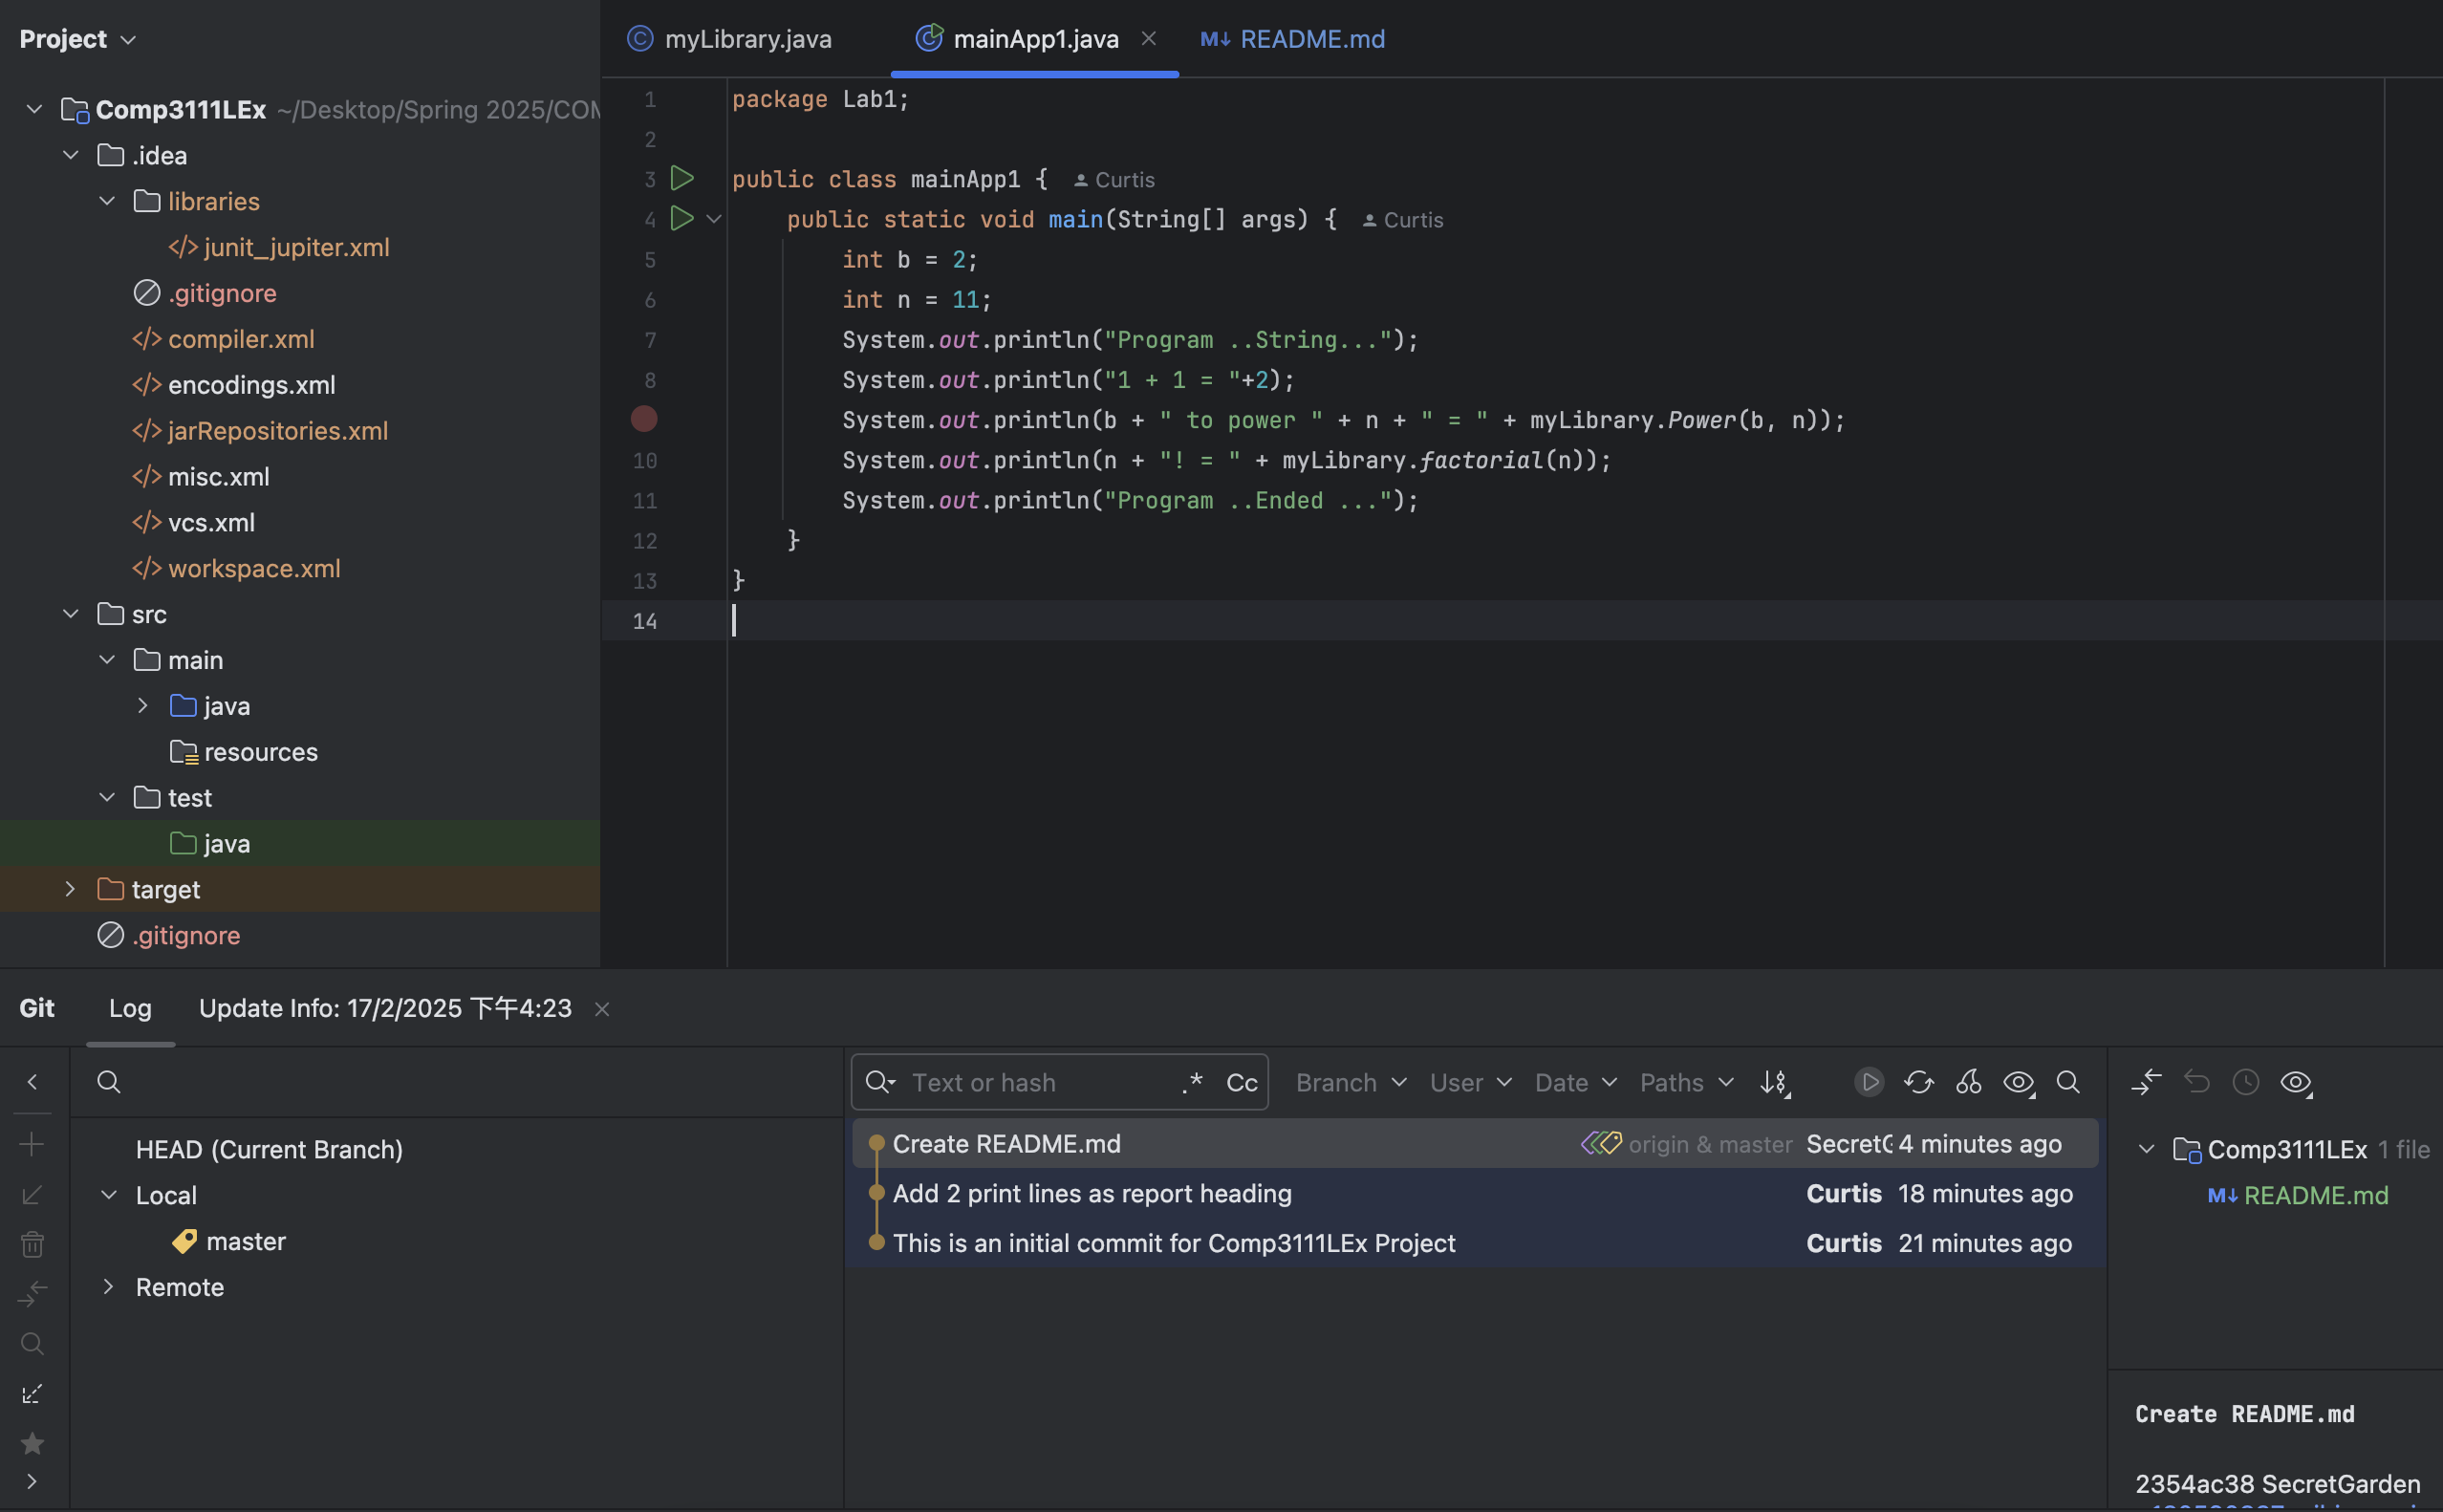 Project
Comp3111LEx ~/Desktop/Spring 2025/CO
.idea
libraries
</> junit_jupiter.xml
.gitignore
</> compiler.xml
</> encodings.xml
</> jarRepositories.xml
</> misc.xml
</> vcs.xml
</> workspace.xml
src
main
java
resources
test
java
target
.gitignore
myLibrary.java
mainApp1.java
M↓ README.md
1 package Lab1;
2
3 public class mainApp1 { Curtis
4 public static void main(String[] args) { Curtis
5 int b = 2;
6 int n = 11;
7 System.out.println("Program ..String...");
8 System.out.println("1 + 1 = "+2);
System.out.println(b + " to power " + n + " = " + myLibrary.Power(b, n));
10 System.out.println(n + "! = " + myLibrary.factorial(n));
11 System.out.println("Program ..Ended ...");
12 }
13 }
14
Git Log Update Info: 17/2/2025 下午4:23
Text or hash .* Cc Branch User Date Paths
HEAD (Current Branch)
Local
master
Remote
Create README.md origin & master Secret 4 minutes ago
Add 2 print lines as report heading Curtis 18 minutes ago
This is an initial commit for Comp3111LEx Project Curtis 21 minutes ago
Comp3111LEx 1 file
M↓ README.md
Create README.md
2354ac38 SecretGarden